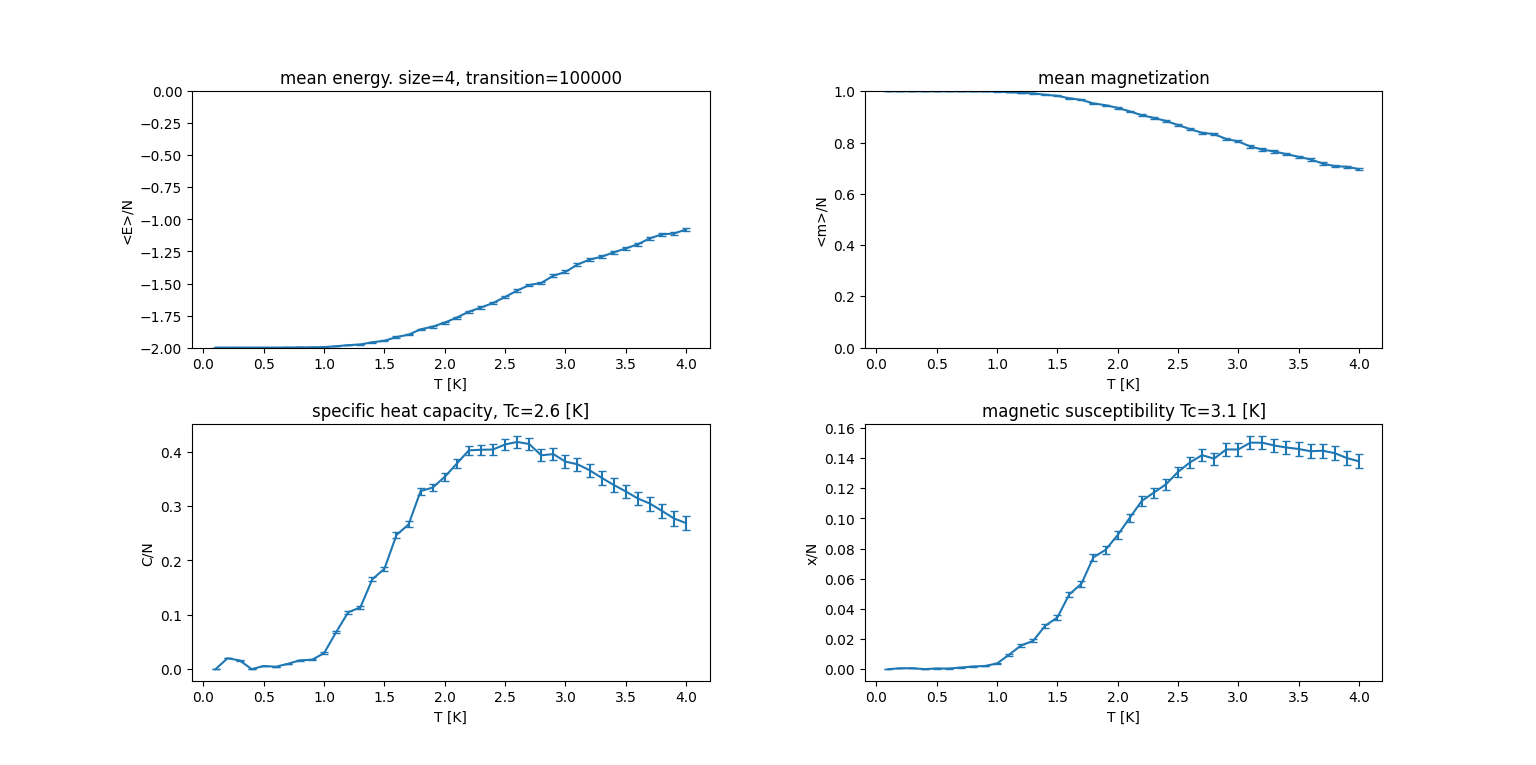 mean energy. size=4, transition=100000
0.00
−0.25
−0.50
−0.75
−1.00
−1.25
−1.50
−1.75
−2.00
<E>/N
0.0 0.5 1.0 1.5 2.0 2.5 3.0 3.5 4.0
T [K]
mean magnetization
1.0
0.8
0.6
0.4
0.2
0.0
<m>/N
0.0 0.5 1.0 1.5 2.0 2.5 3.0 3.5 4.0
T [K]
specific heat capacity, Tc=2.6 [K]
0.4
0.3
0.2
0.1
0.0
C/N
0.0 0.5 1.0 1.5 2.0 2.5 3.0 3.5 4.0
T [K]
magnetic susceptibility Tc=3.1 [K]
0.16
0.14
0.12
0.10
0.08
0.06
0.04
0.02
0.00
x/N
0.0 0.5 1.0 1.5 2.0 2.5 3.0 3.5 4.0
T [K]